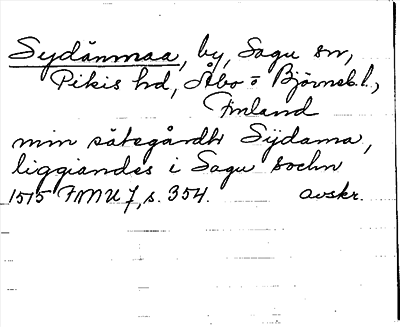 Sydänmaa, by, Sagu sn,
Pikis hd, Åbo = Björneb. l.,
Finland
min sätegårdh Sydama,
liggiandes i Sagu sochn
1515 FMU 7, s. 354. avskr.